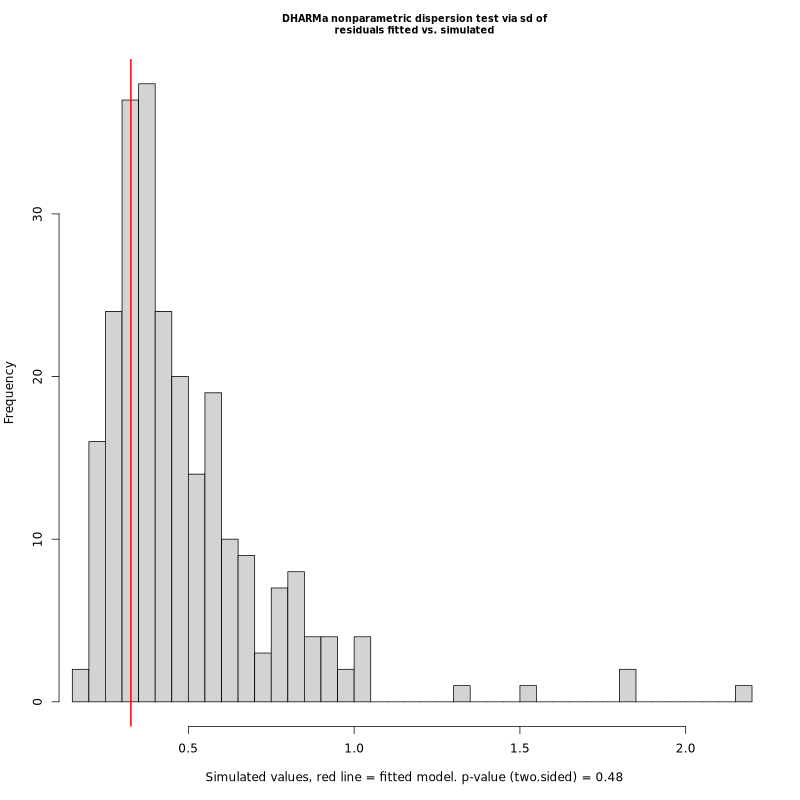 DHARMa nonparametric dispersion test via sd of
residuals fitted vs. simulated
Frequency
30
20
10
0
0.5 1.0 1.5 2.0
Simulated values, red line = fitted model. p-value (two.sided) = 0.48